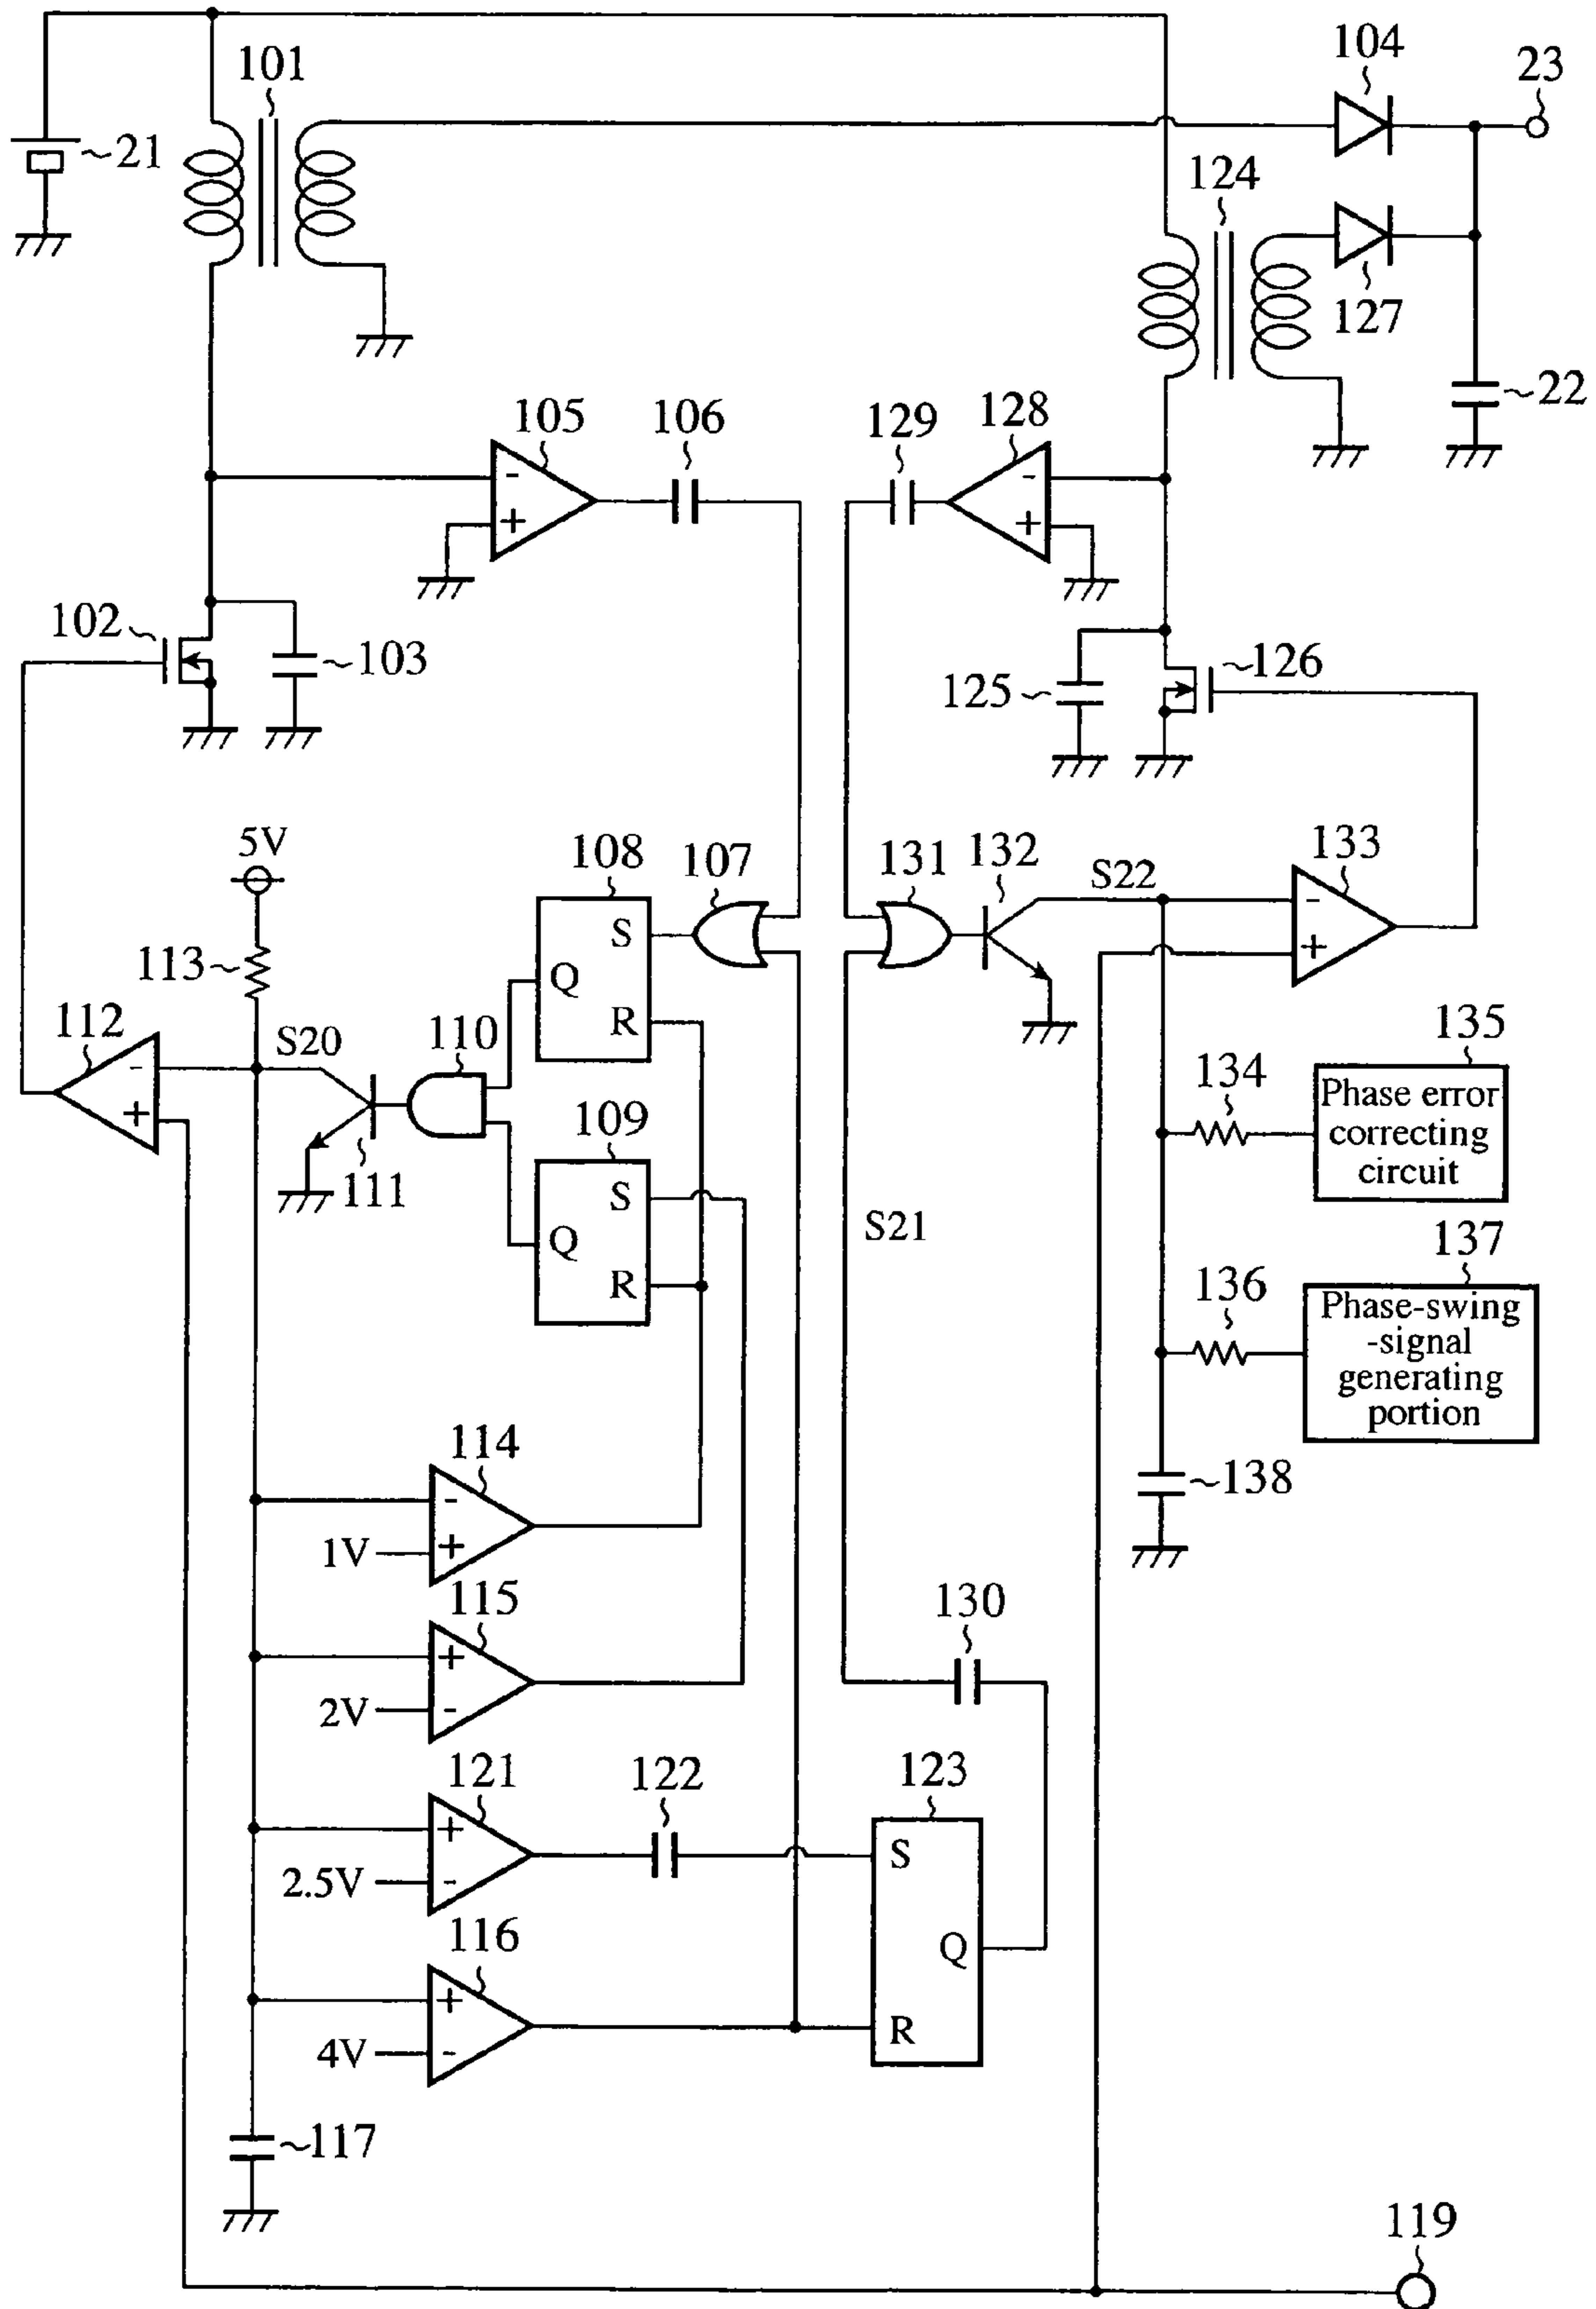 104
23
101
21
124
127
22
105
106
129
128
-
+
-
+
102
103
125
126
5V
108
107
131
132
S22
133
S
Q
R
-
+
113
112
S20
110
-
+
111
109
S
Q
R
S21
134
135
Phase error
correcting
circuit
136
137
Phase-swing
-signal
generating
portion
138
114
-
+
1V
115
+
-
2V
130
121
122
123
+
-
2.5V
S
Q
R
116
+
-
4V
117
119